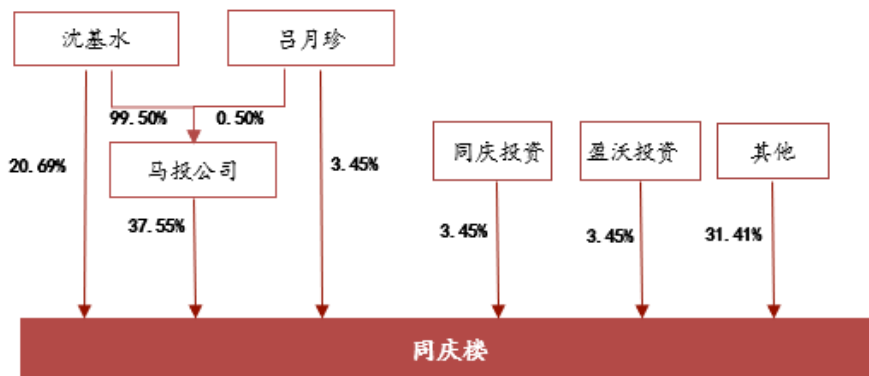 沈基水
吕月珍
99.50%
0.50%
同庆投资
盈沃投资
其他
20.69%
马投公司
3.45%
37.55%
3.45%
3.45%
31.41%
同庆楼